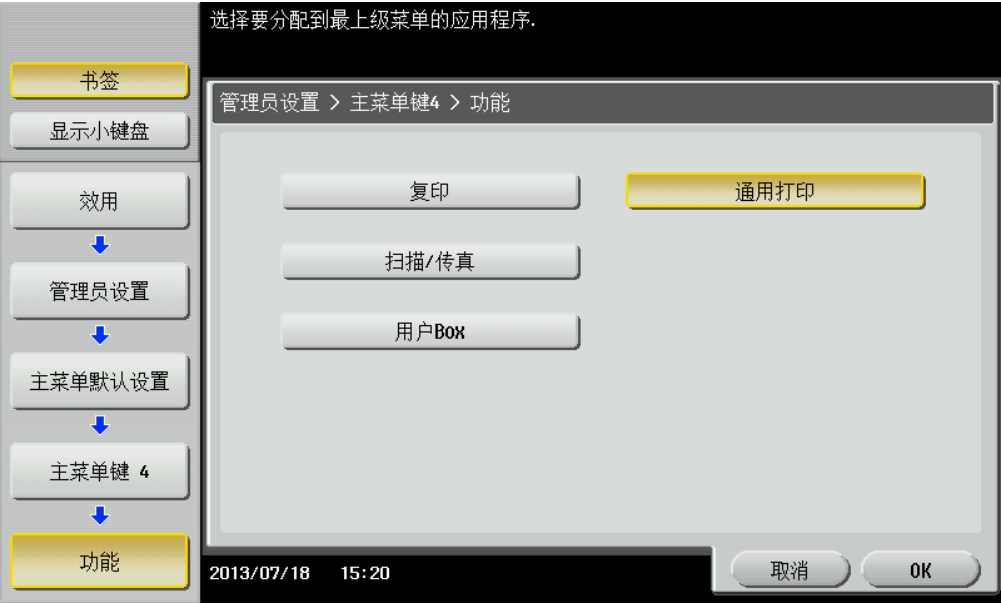 选择要分配到最上级菜单的应用程序.
书签
显示小键盘
效用
管理员设置
主菜单默认设置
主菜单键 4
功能
管理员设置 > 主菜单键4 > 功能
复印
通用打印
扫描/传真
用户Box
2013/07/18 15:20
取消
OK